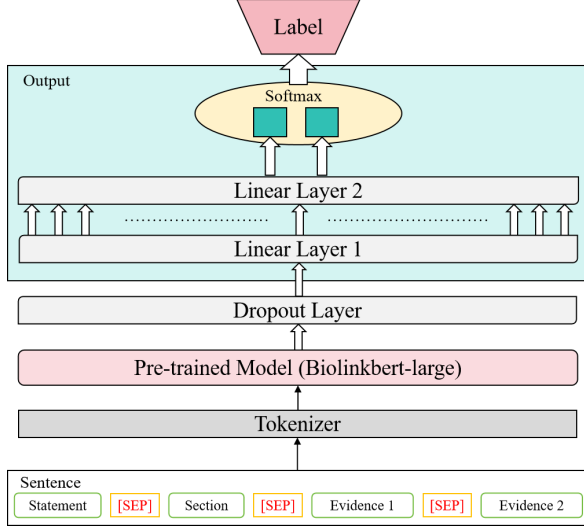 Label
Output
Softmax
Linear Layer 2
Linear Layer 1
Dropout Layer
Pre-trained Model (Biolinkbert-large)
Tokenizer
Sentence
Statement [SEP] Section [SEP] Evidence 1 [SEP] Evidence 2